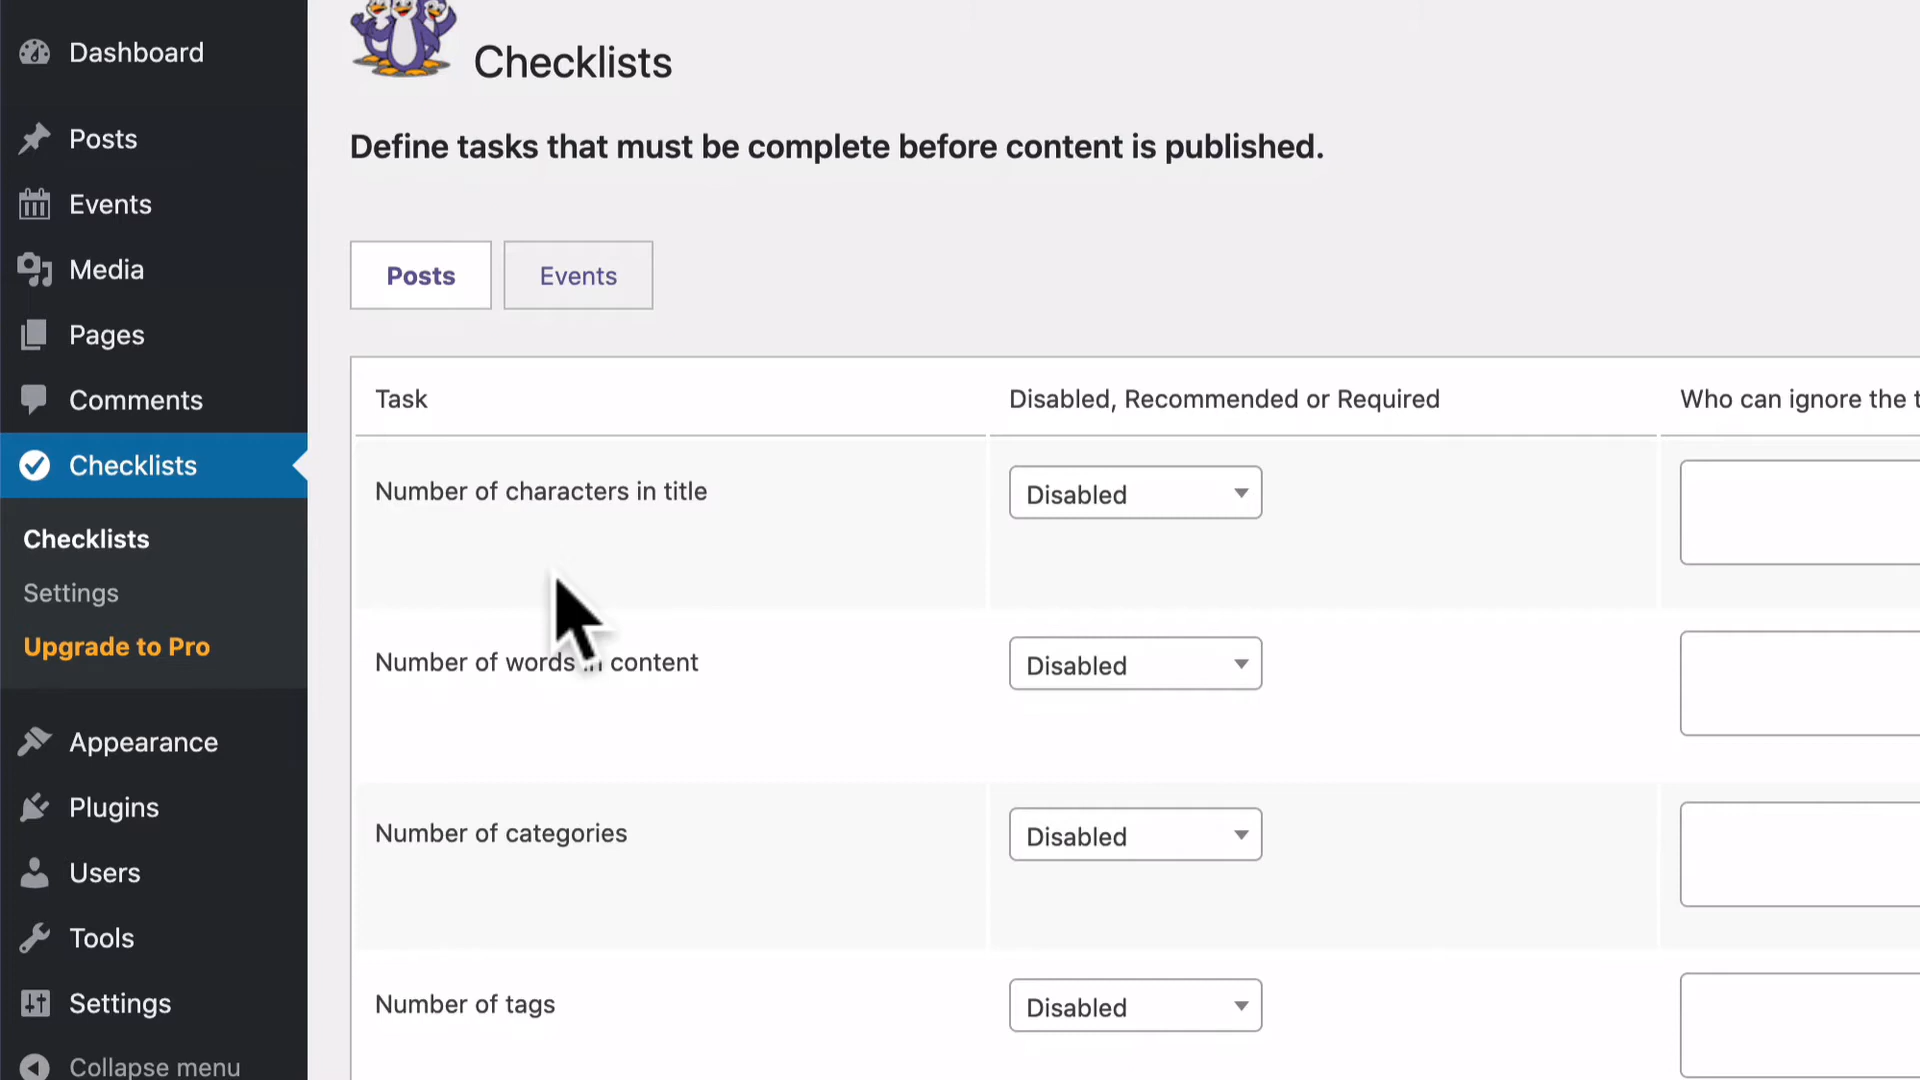 Dashboard
Posts
Events
Media
Pages
Comments
Checklists
Checklists
Settings
Upgrade to Pro
Appearance
Plugins
Users
Tools
Settings
Collapse menu
Checklists
Define tasks that must be complete before content is published.
Posts Events
Task Disabled, Recommended or Required Who can ignore the t
Number of characters in title Disabled
Number of words in content Disabled
Number of categories Disabled
Number of tags Disabled